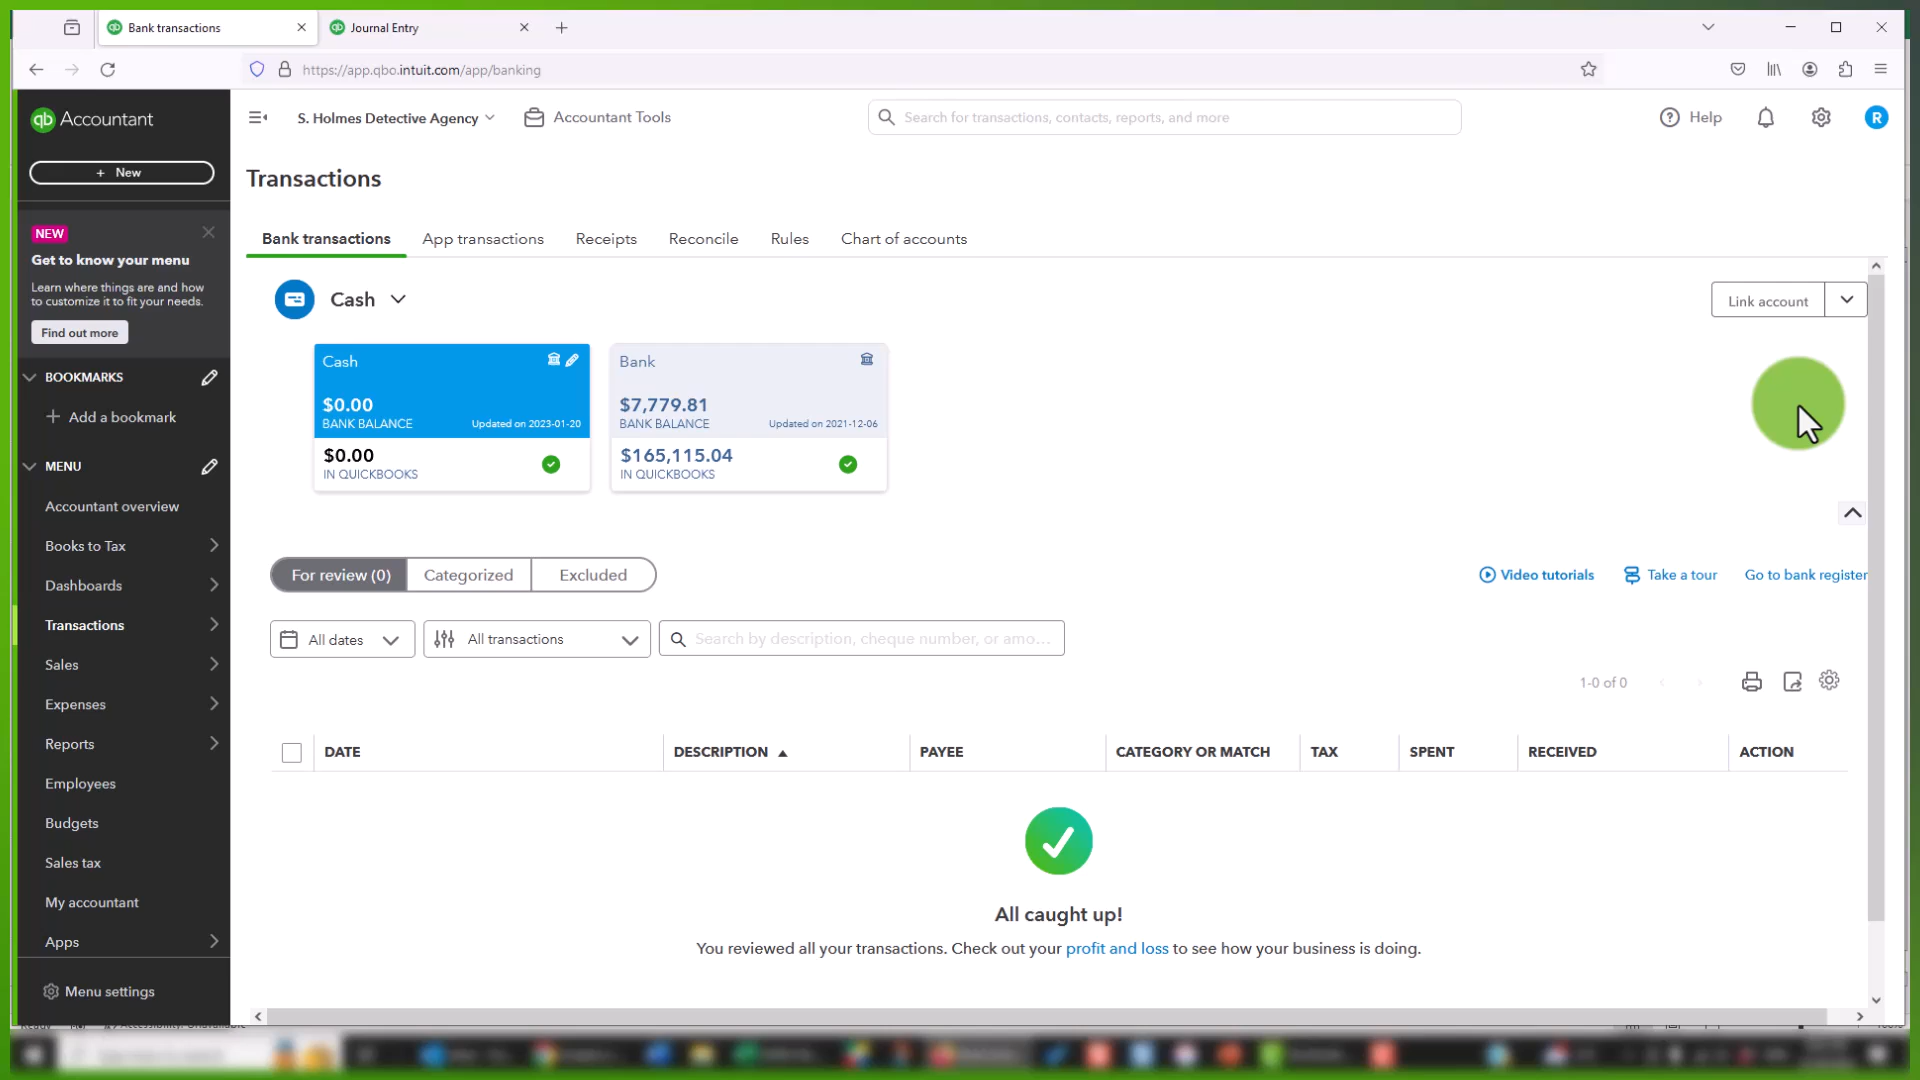 Bank transactions
Journal Entry
https://app.qbo.intuit.com/app/banking
qb Accountant
S. Holmes Detective Agency
Accountant Tools
Search for transactions, contacts, reports, and more
Help
R
+ New
NEW
Get to know your menu
Learn where things are and how
to customize it to fit your needs.
Find out more
BOOKMARKS
Add a bookmark
MENU
Accountant overview
Books to Tax
Dashboards
Transactions
Sales
Expenses
Reports
Employees
Budgets
Sales tax
My accountant
Apps
Menu settings
Transactions
Bank transactions
App transactions
Receipts
Reconcile
Rules
Chart of accounts
Cash
Link account
Cash
$0.00
BANK BALANCE
Updated on 2023-01-20
$0.00
IN QUICKBOOKS
Bank
$7,779.81
BANK BALANCE
Updated on 2021-12-06
$165,115.04
IN QUICKBOOKS
For review (0)
Categorized
Excluded
Video tutorials
Take a tour
Go to bank register
All dates
All transactions
Search by description, cheque number, or amo...
1-0 of 0
DATE
DESCRIPTION
PAYEE
CATEGORY OR MATCH
TAX
SPENT
RECEIVED
ACTION
All caught up!
You reviewed all your transactions. Check out your profit and loss to see how your business is doing.